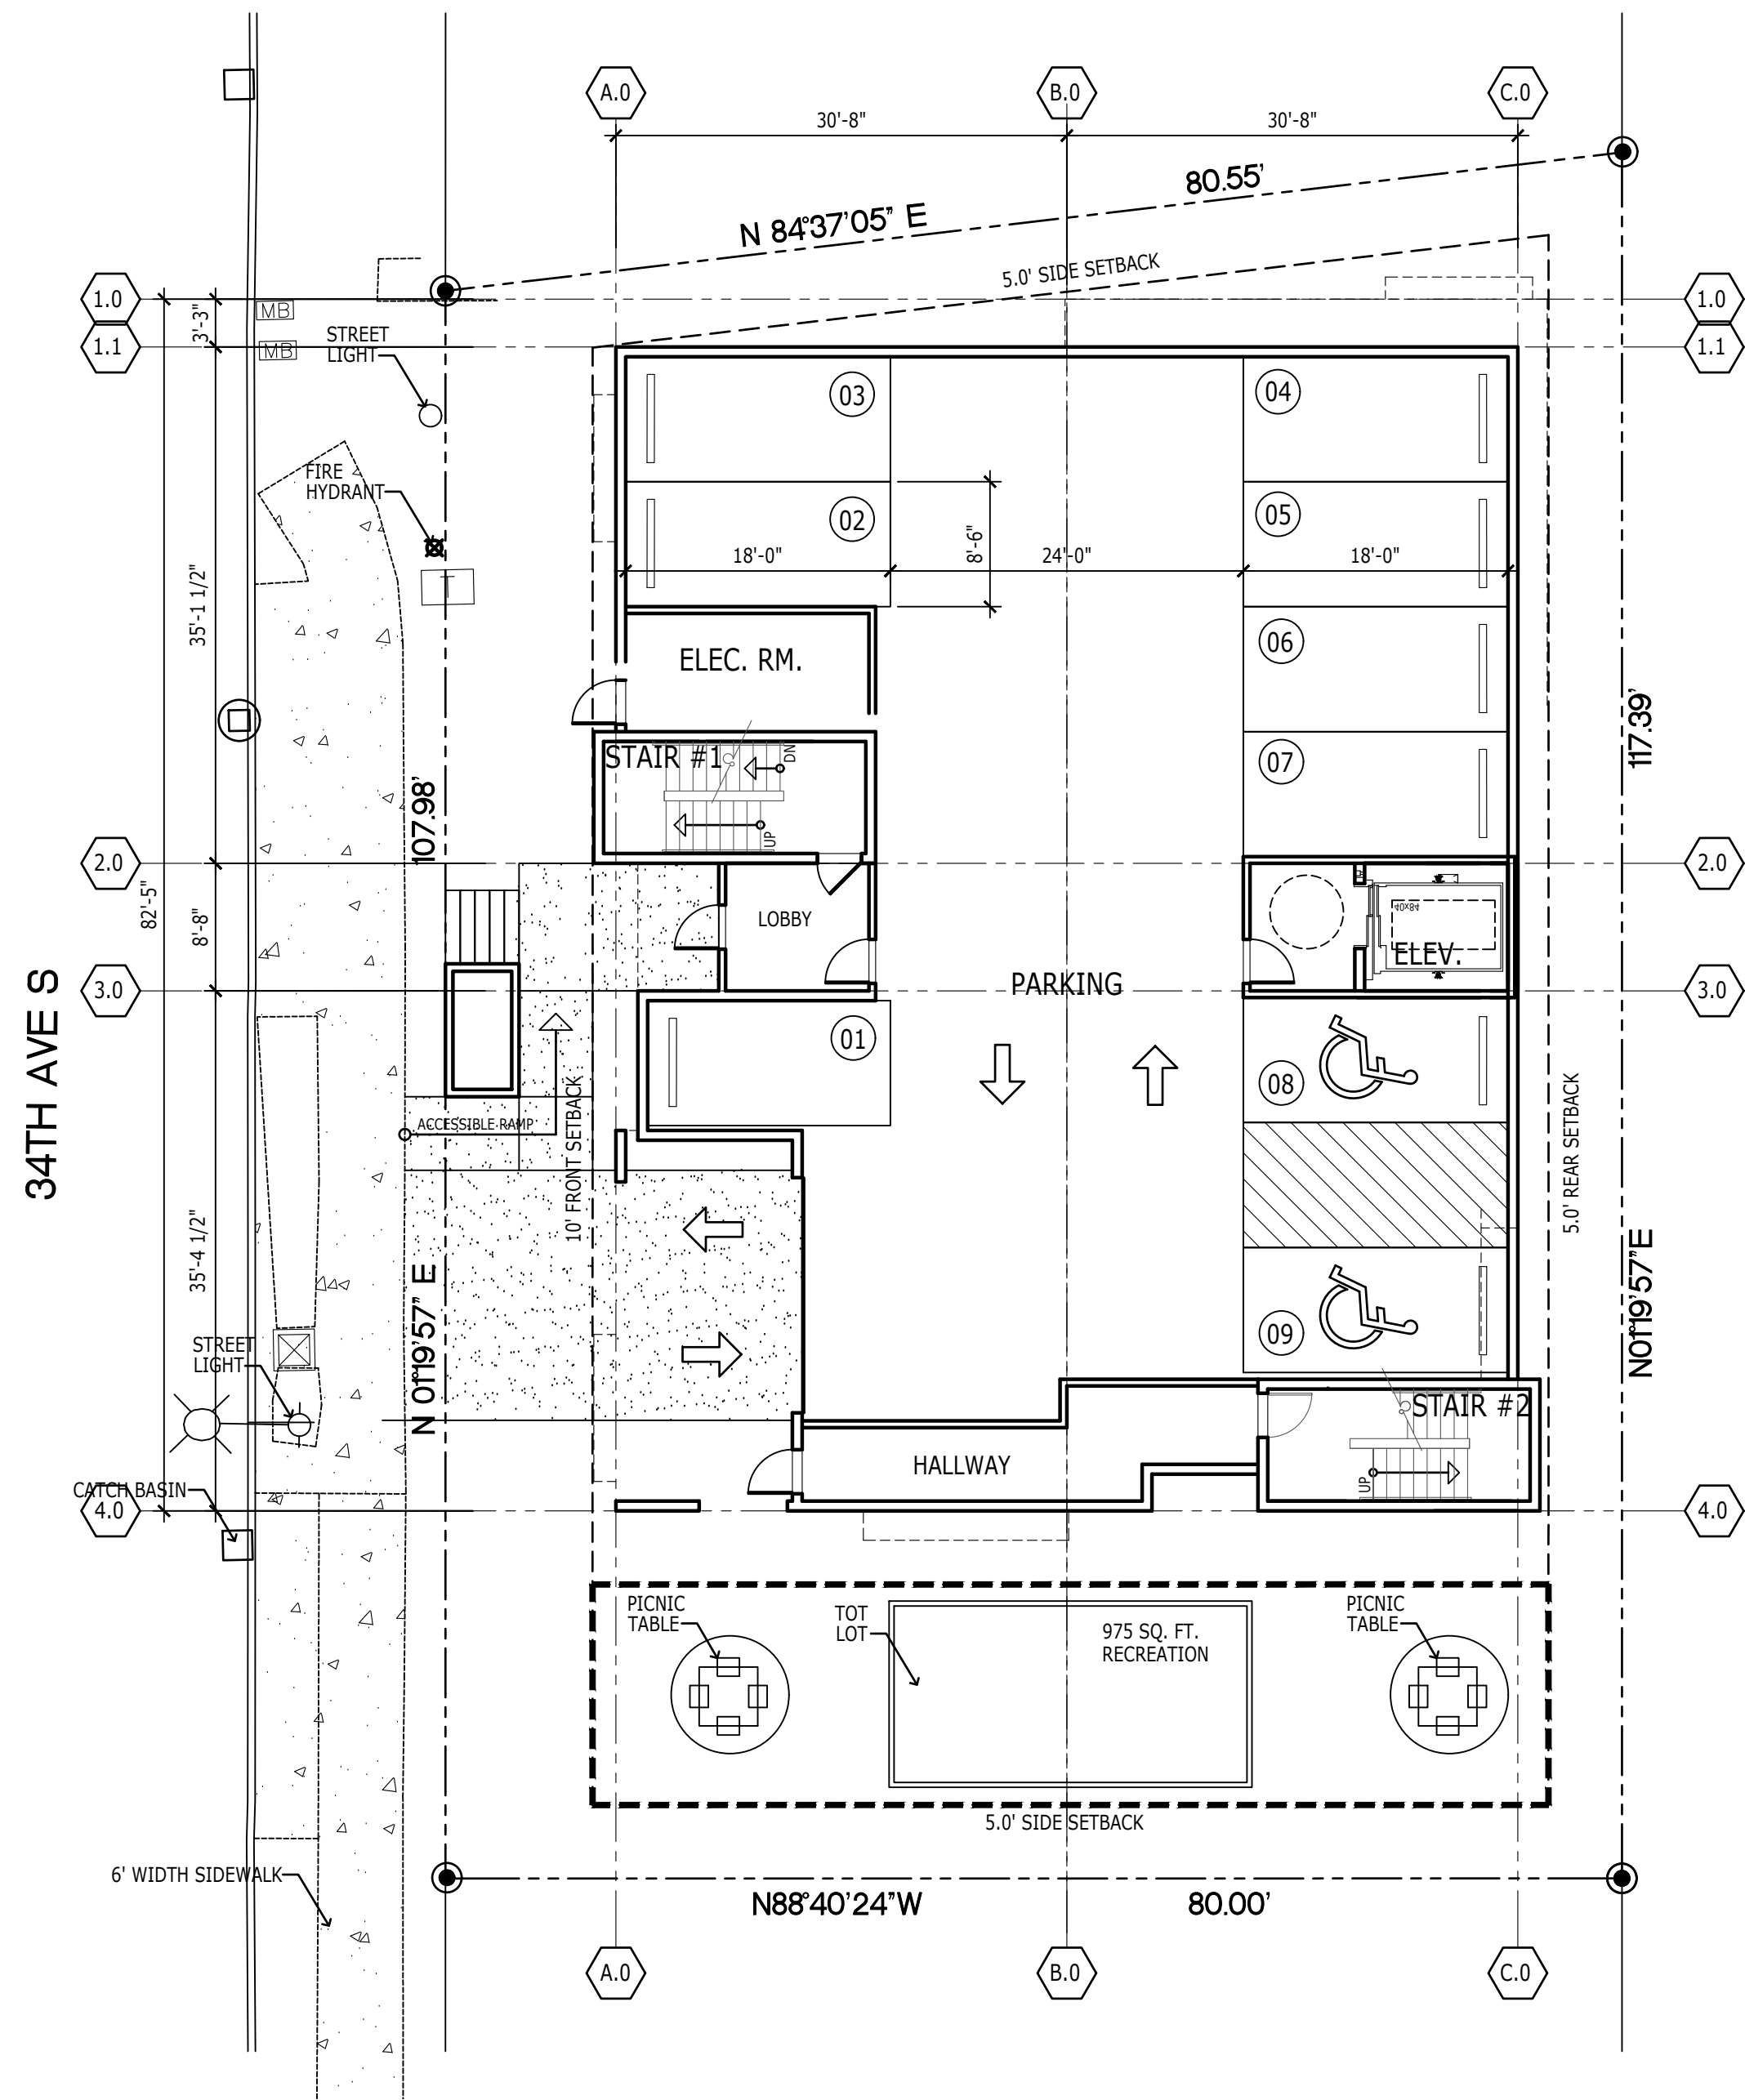 A.0
B.0
C.0
30'-8"
30'-8"
80.55'
N 84°37'05" E
5.0' SIDE SETBACK
1.0
1.0
3'-3"
MB
1.1
1.1
MB
STREET
LIGHT
03
04
FIRE
HYDRANT
02
05
8'-6"
18'-0"
24'-0"
18'-0"
T
35'-1 1/2"
06
ELEC. RM.
117.39'
STAIR #1
DN
07
107.98'
UP
2.0
2.0
82'-5"
8'-8"
LOBBY
40x84
ELEV.
34TH AVE S
3.0
PARKING
3.0
01
08
ACCESSIBLE RAMP
10' FRONT SETBACK
5.0' REAR SETBACK
35'-4 1/2"
N 01°19'57" E
N01°19'57"E
STREET
LIGHT
09
STAIR #2
HALLWAY
UP
CATCH BASIN
4.0
4.0
PICNIC
TABLE
TOT
LOT
975 SQ. FT.
RECREATION
PICNIC
TABLE
5.0' SIDE SETBACK
6' WIDTH SIDEWALK
N88°40'24"W
80.00'
A.0
B.0
C.0